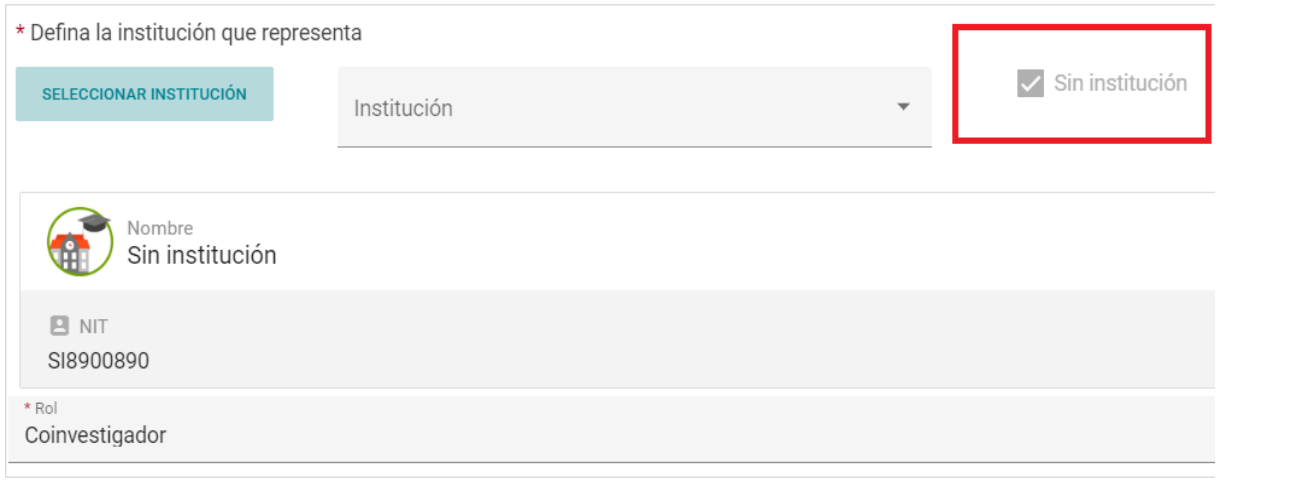 * Defina la institución que representa
SELECCIONAR INSTITUCIÓN
Institución
Sin institución
Nombre
Sin institución
NIT
SI8900890
* Rol
Coinvestigador